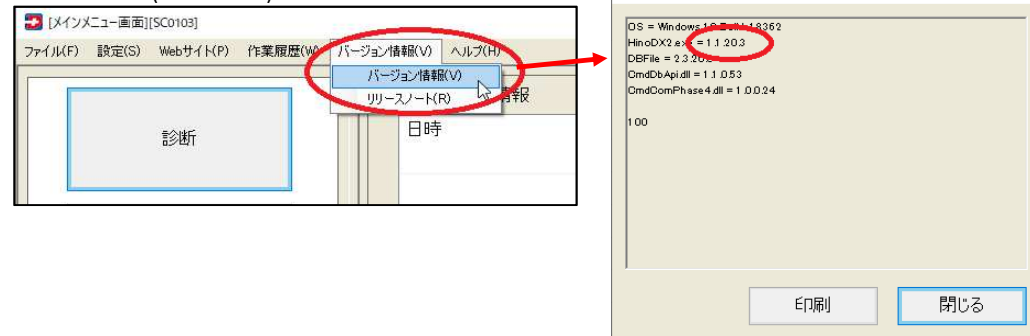 [メインメニュー画面][SC0103]
ファイル(F) 設定(S) Webサイト(P) 作業履歴(W) バージョン情報(V) ヘルプ(H)
バージョン情報(V)
リリースノート(R)
情報
診断
日時
OS = Windows 10 Build: 18362
HinoDX2.exe = 1.1.20.3
DBFile = 2.3.20.
CmdDbApi.dll = 1.1.0.53
CmdComPhase4.dll = 1.0.0.24
100
印刷
閉じる